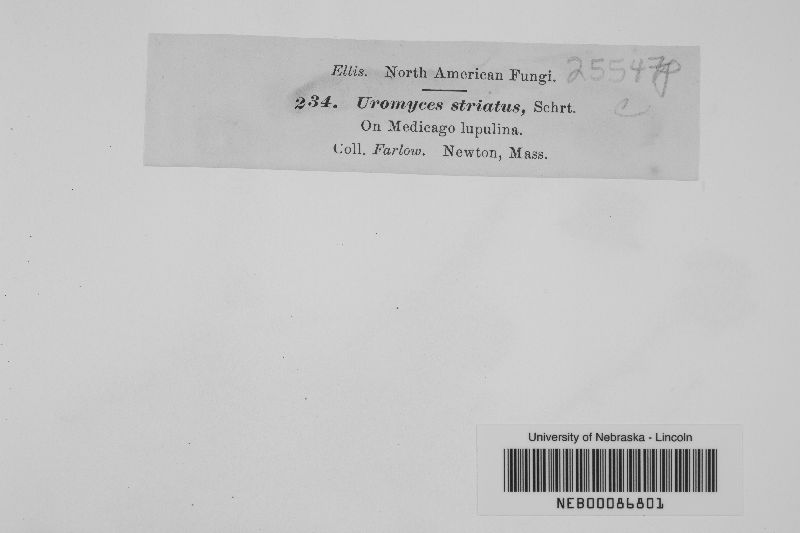 Ellis. North American Fungi.
25547
c
234. Uromyces striatus, Schrt.
On Medicago lupulina.
Coll. Farlow. Newton, Mass.
University of Nebraska - Lincoln
NEB00086801